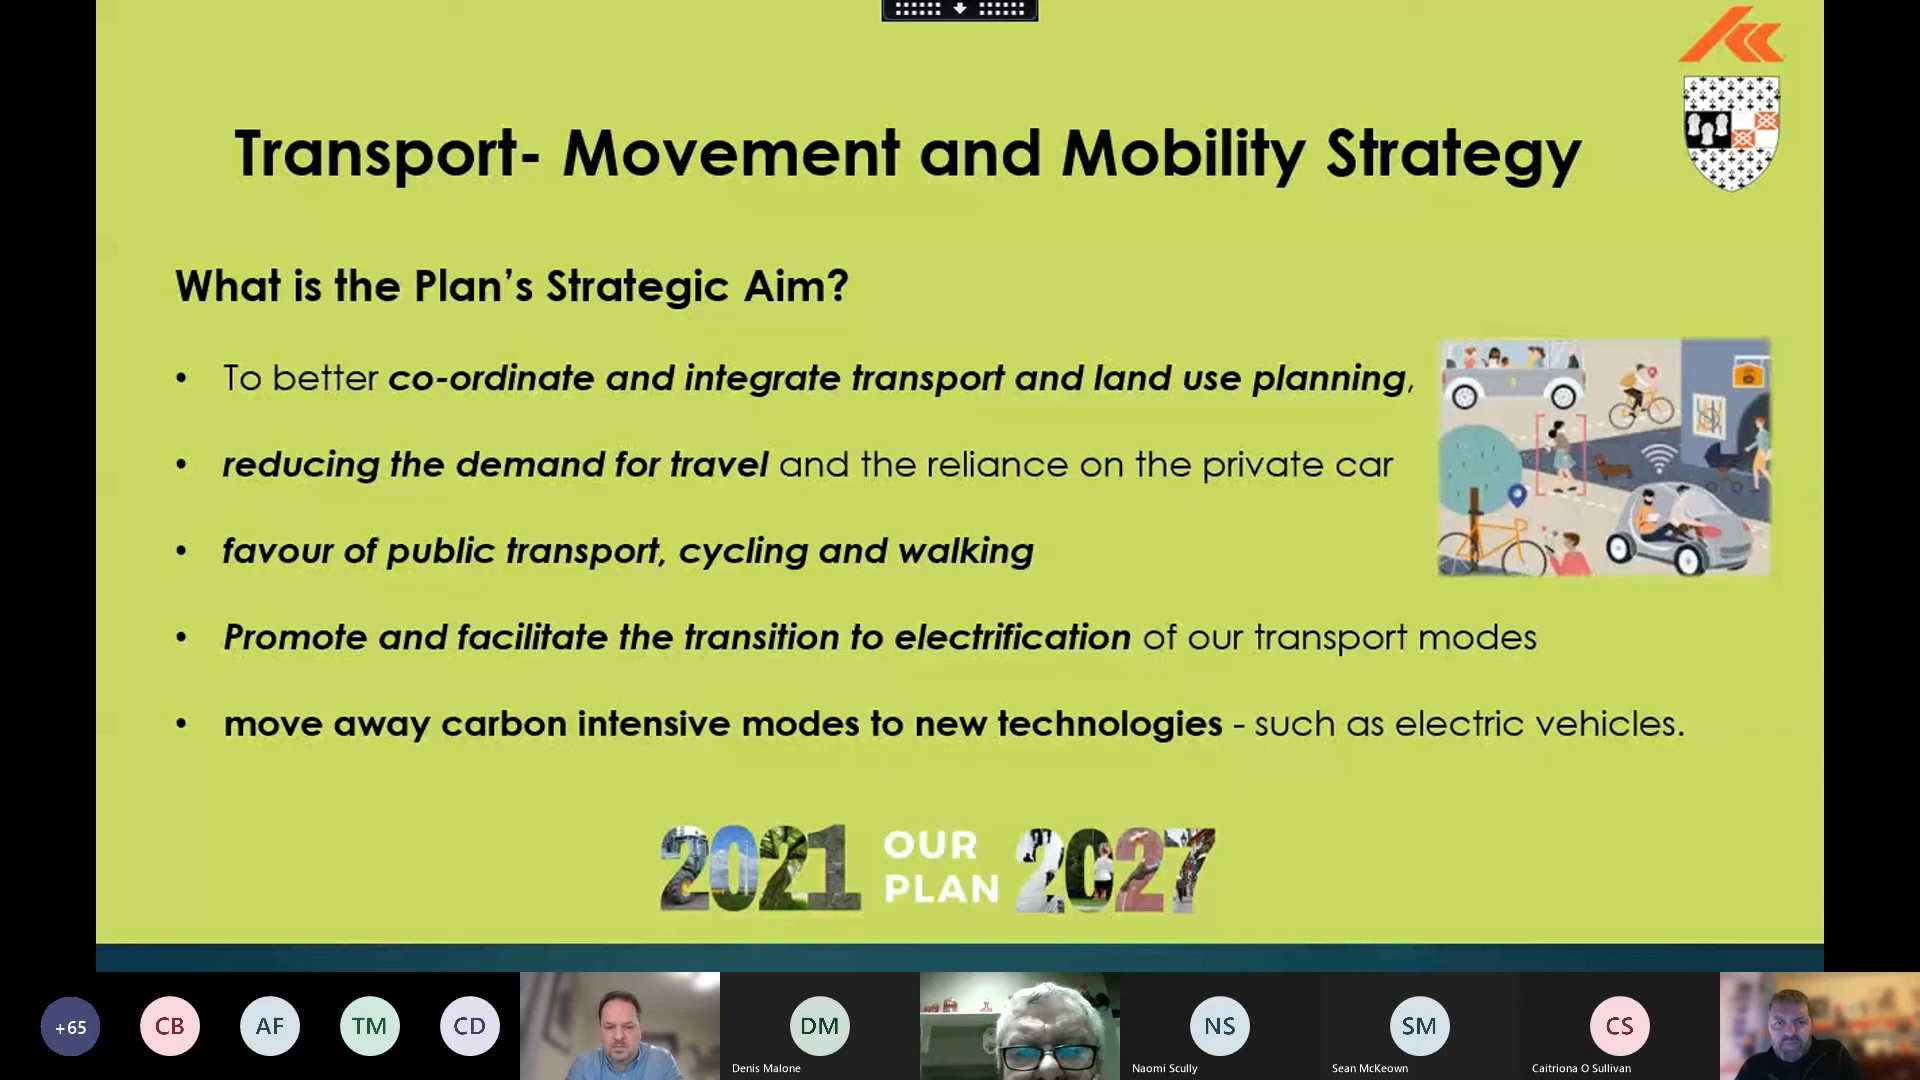 Transport- Movement and Mobility Strategy
What is the Plan's Strategic Aim?
• To better co-ordinate and integrate transport and land use planning,
• reducing the demand for travel and the reliance on the private car
• favour of public transport, cycling and walking
• Promote and facilitate the transition to electrification of our transport modes
• move away carbon intensive modes to new technologies - such as electric vehicles.
2021 OUR PLAN 2027
+65 CB AF TM CD DM NS SM CS
Denis Malone Naomi Scully Sean McKeown Caitriona O Sullivan